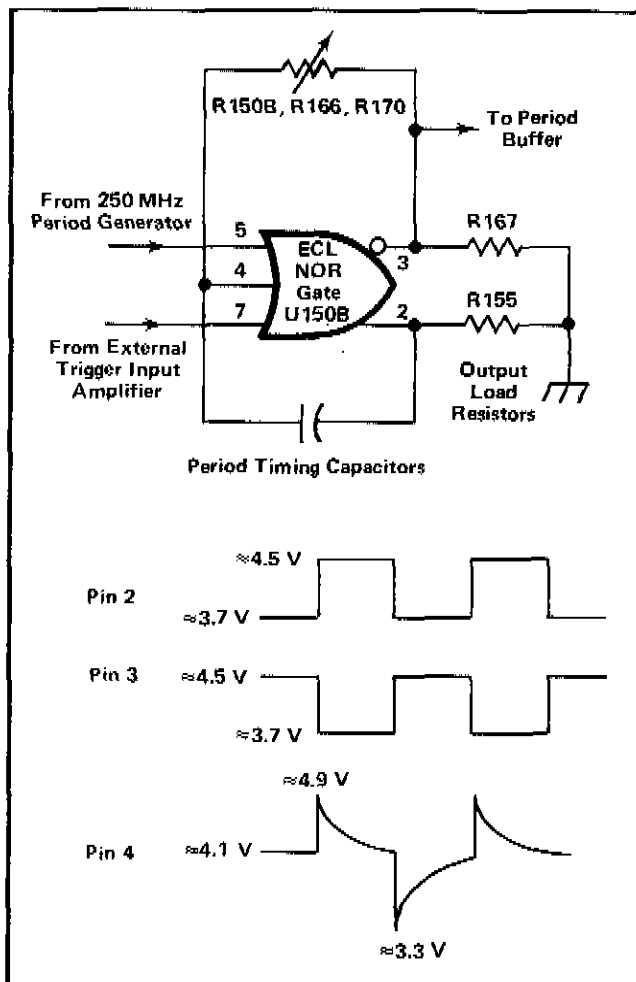 R150B, R166, R170
To Period
Buffer
From 250 MHz
Period Generator
5
ECL
NOR
Gate
U150B
4
3
7
2
R167
R155
From External
Trigger Input
Amplifier
Output
Load
Resistors
Period Timing Capacitors
Pin 2
≈4.5 V
≈3.7 V
Pin 3
≈4.5 V
≈3.7 V
≈4.9 V
Pin 4
≈4.1 V
≈3.3 V